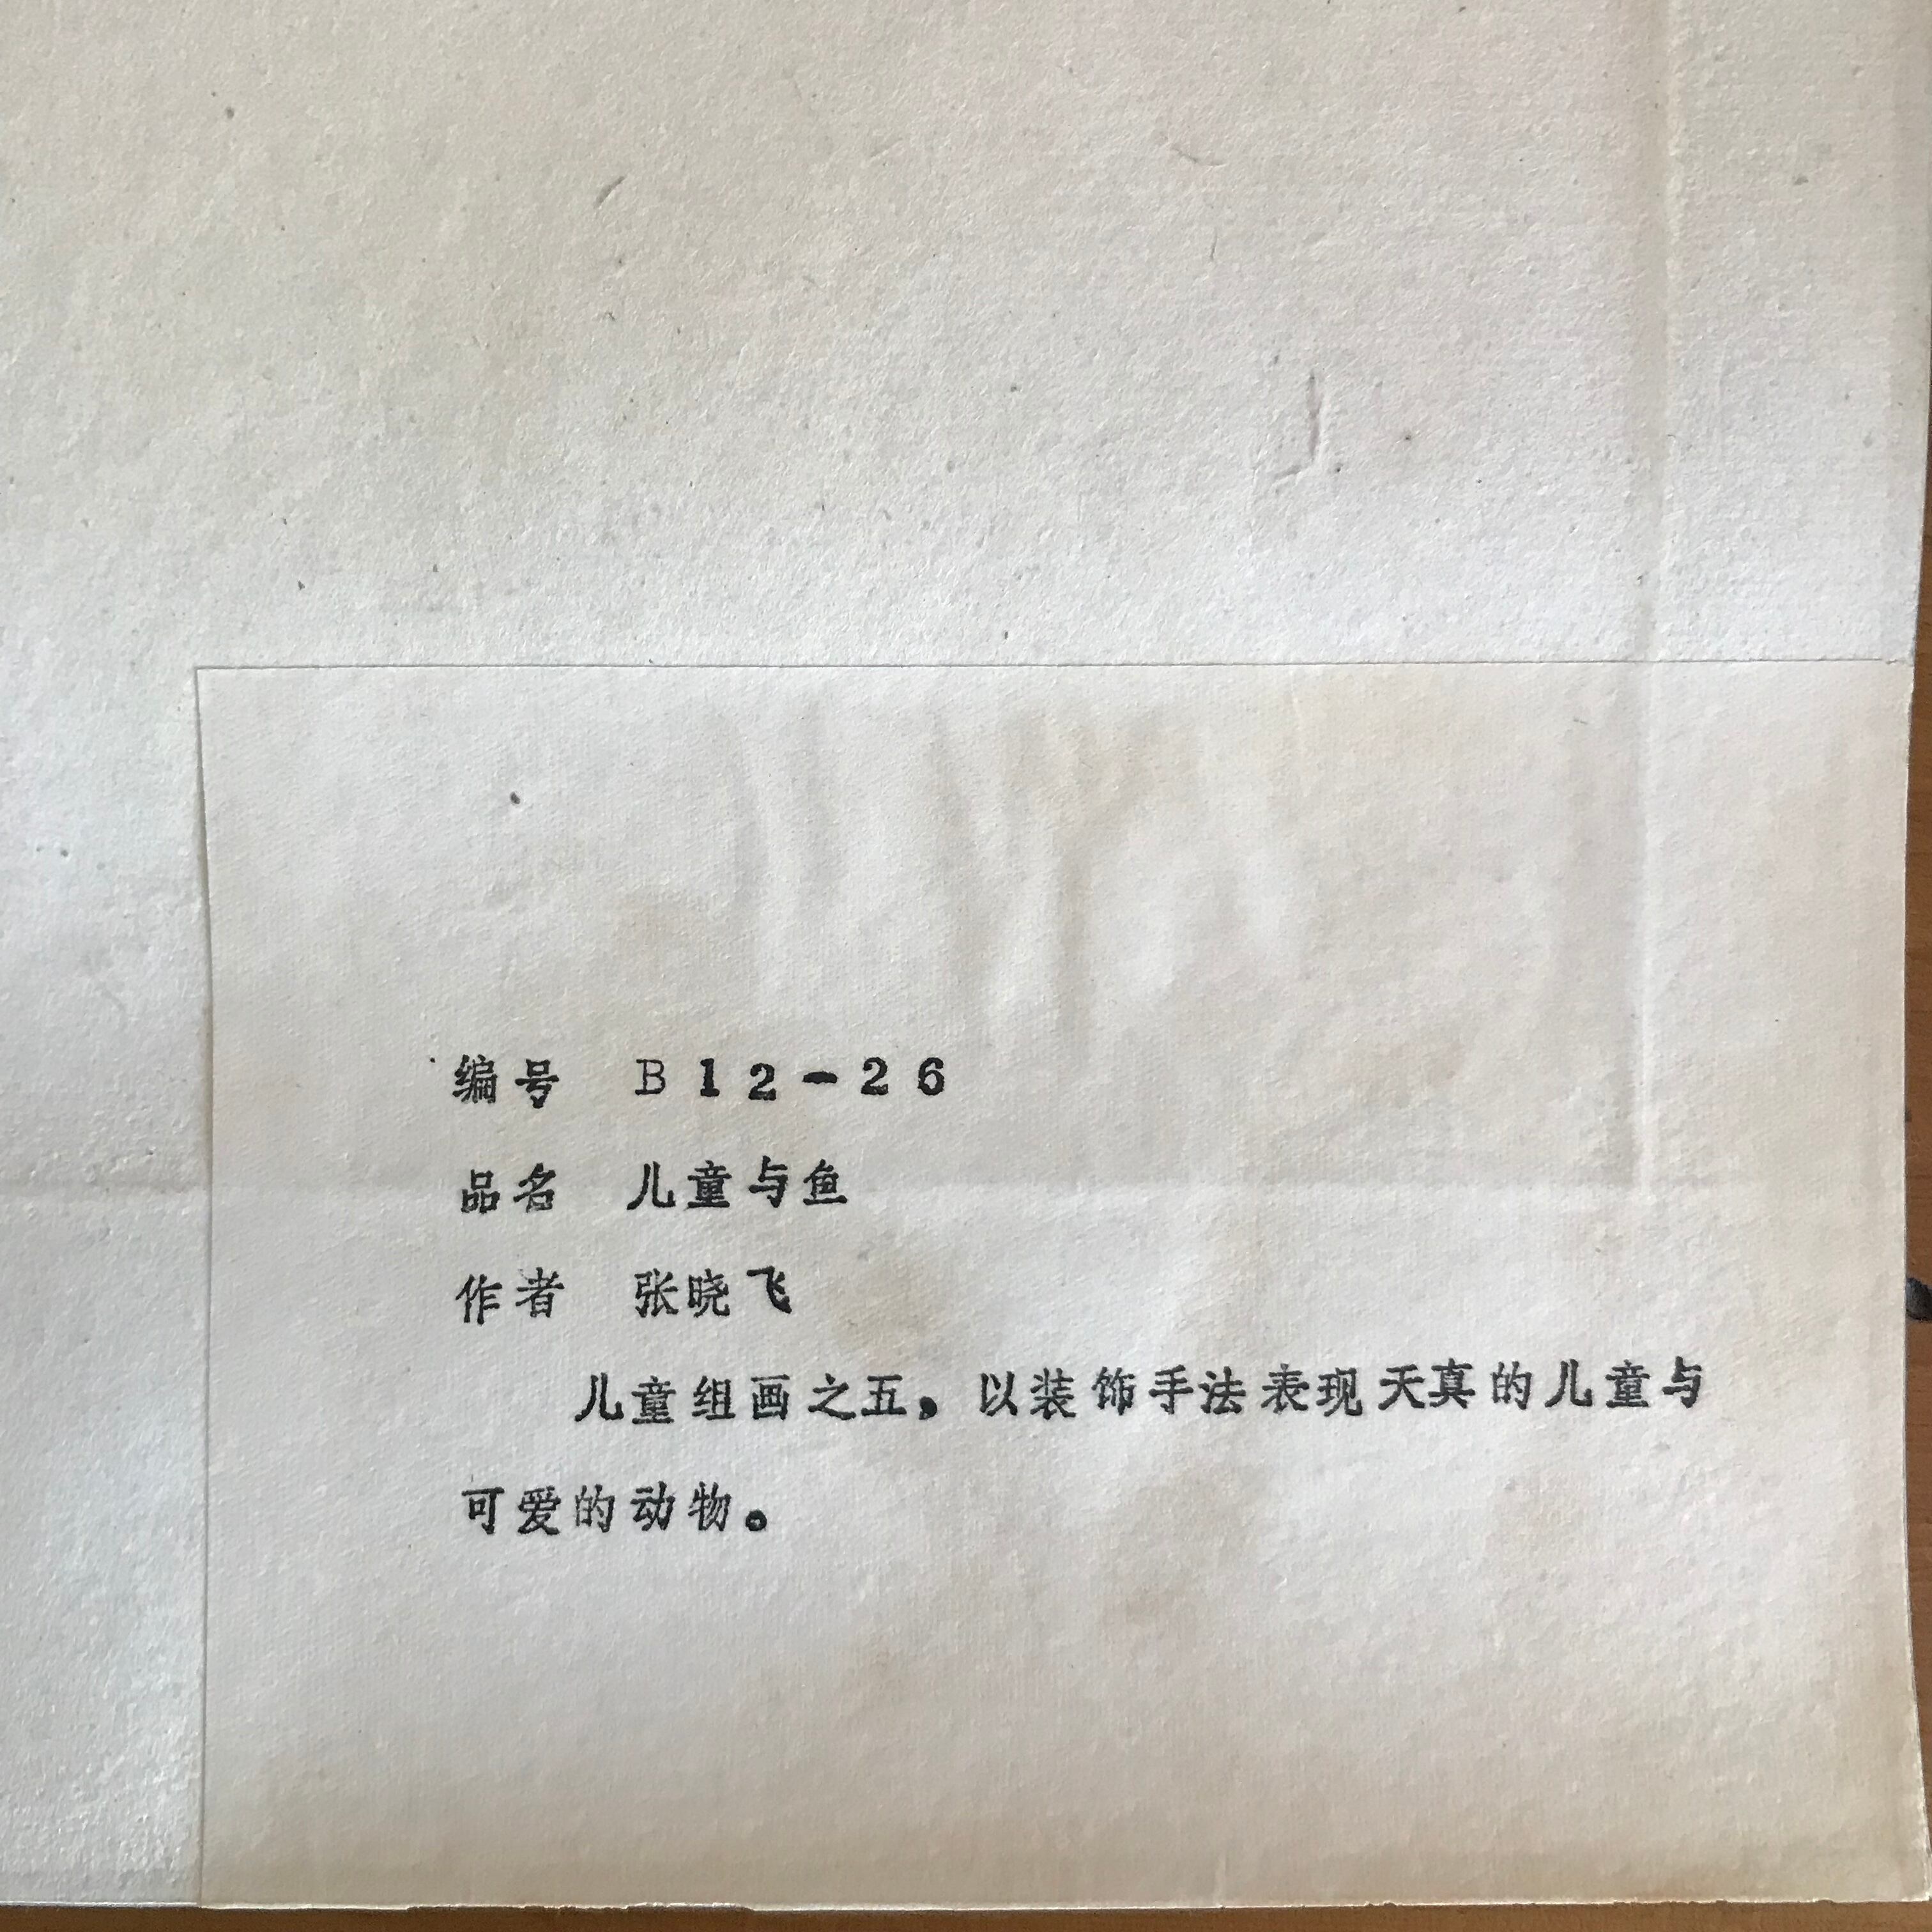 编号 B12-26
品名 儿童与鱼
作者 张晓飞
儿童组画之五，以装饰手法表现天真的儿童与
可爱的动物。